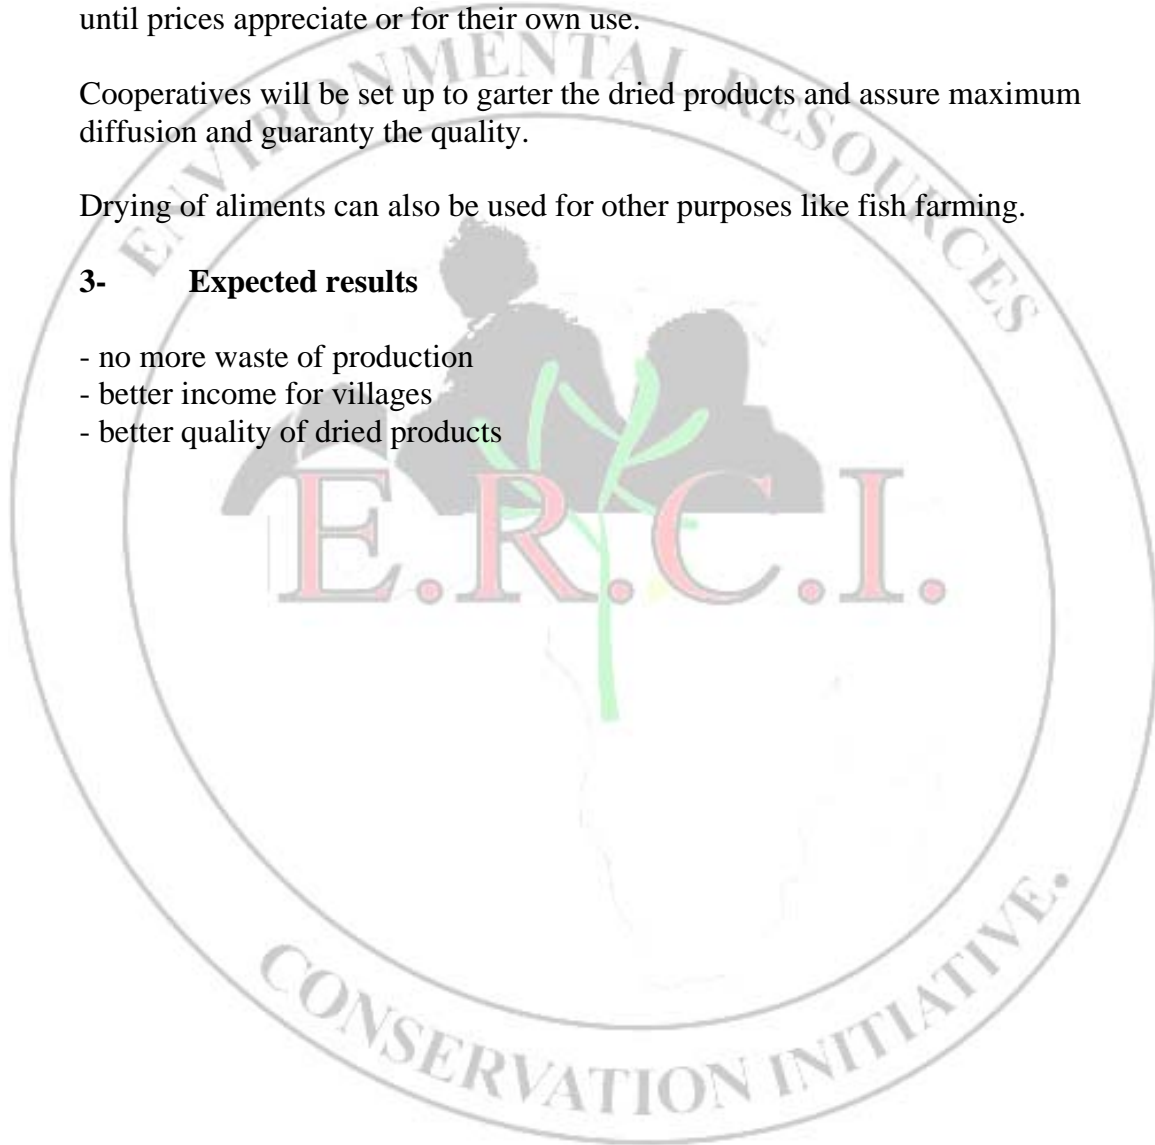 until prices appreciate or for their own use.
Cooperatives will be set up to garter the dried products and assure maximum
diffusion and guaranty the quality.
Drying of aliments can also be used for other purposes like fish farming.
3- Expected results
- no more waste of production
- better income for villages
- better quality of dried products
ENVIRONMENTAL RESOURCES
E.R.C.I.
CONSERVATION INITIATIVE.